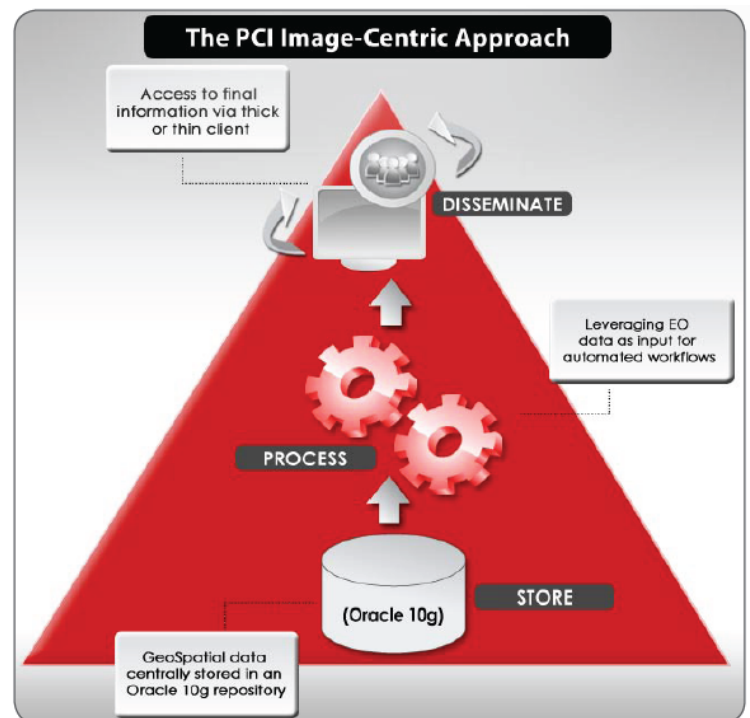 The PCI Image-Centric Approach
Access to final
information via thick
or thin client
DISSEMINATE
Leveraging EO
data as input for
automated workflows
PROCESS
STORE
(Oracle 10g)
GeoSpatial data
centrally stored in an
Oracle 10g repository